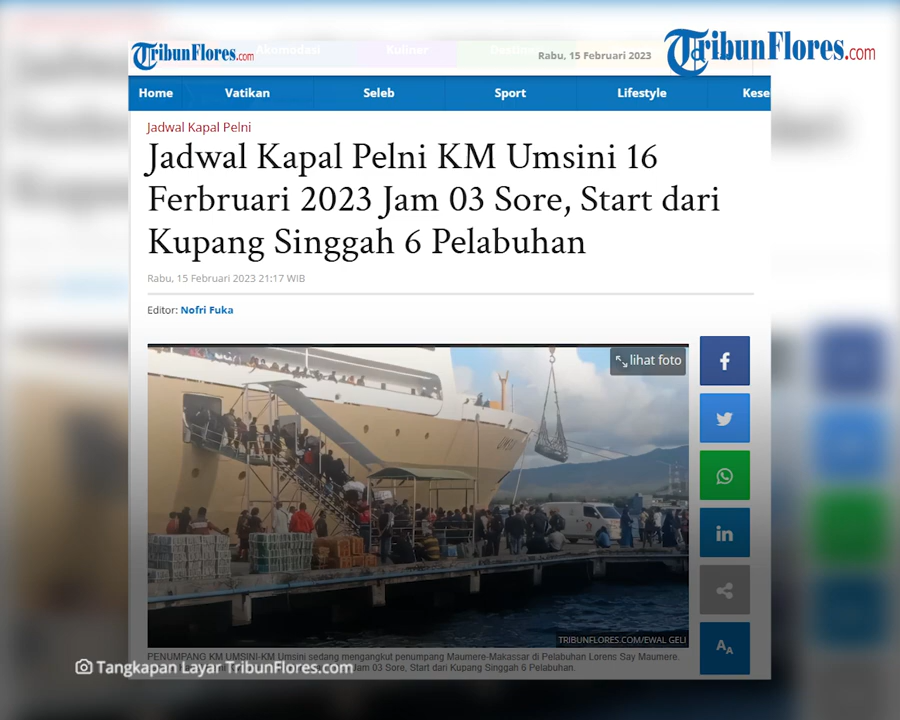 TribunFlores.com
Akomodasi
Kuliner
Rabu, 15 Februari 2023
TribunFlores.com
Home
Vatikan
Seleb
Sport
Lifestyle
Kese
Jadwal Kapal Pelni
Jadwal Kapal Pelni KM Umsini 16
Ferbruari 2023 Jam 03 Sore, Start dari
Kupang Singgah 6 Pelabuhan
Rabu, 15 Februari 2023 21:17 WIB
Editor: Nofri Fuka
lihat foto
TRIBUNFLORES.COM/EWAL GELI
PENUMPANG KM UMSINI-KM Umsini sedang mengangkut penumpang Maumere-Makassar di Pelabuhan Lorens Say Maumere.
03 Sore, Start dari Kupang Singgah 6 Pelabuhan.
Tangkapan Layar TribunFlores.com